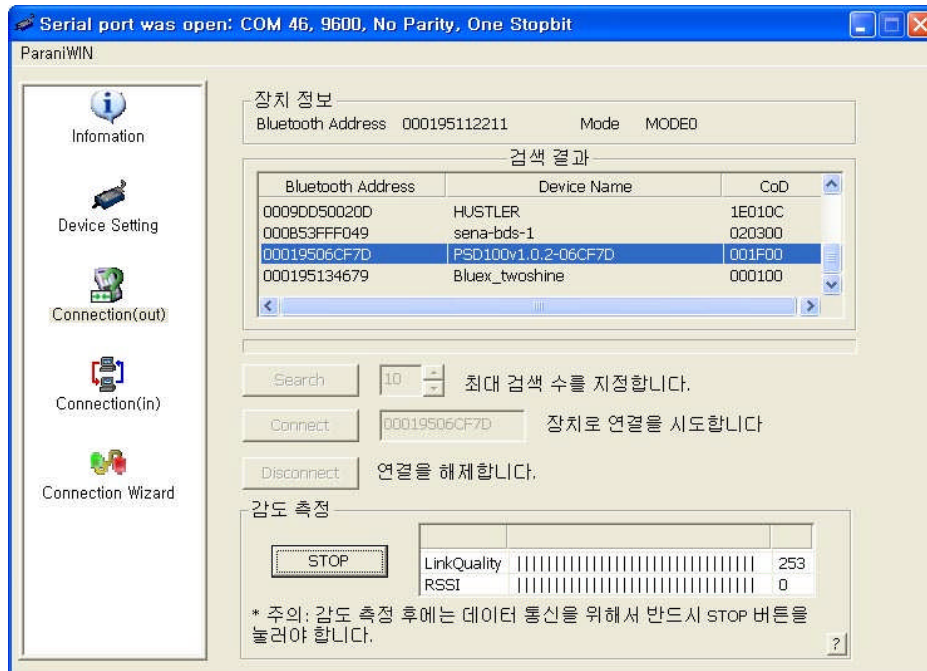 Serial port was open: COM 46, 9600, No Parity, One Stopbit
ParaniWIN
Infomation
Device Setting
Connection(out)
Connection(in)
Connection Wizard
장치 정보
Bluetooth Address 000195112211 Mode MODE0
검색 결과
Bluetooth Address Device Name CoD
0009DD50020D HUSTLER 1E010C
000B53FFF049 sena-bds-1 020300
00019506CF7D PSD100v1.0.2-06CF7D 001F00
000195134679 Bluex_twoshine 000100
Search 10 최대 검색 수를 지정합니다.
Connect 00019506CF7D 장치로 연결을 시도합니다
Disconnect 연결을 해제합니다.
감도 측정
STOP
LinkQuality |||||||||||||||||||||||||||||| 253
RSSI |||||||||||||||||||||||||||||| 0
* 주의: 감도 측정 후에는 데이터 통신을 위해서 반드시 STOP 버튼을
눌러야 합니다.
?